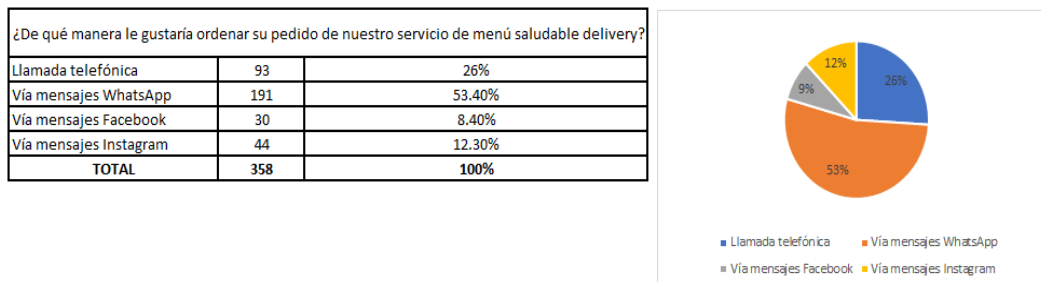 ¿De qué manera le gustaría ordenar su pedido de nuestro servicio de menú saludable delivery?
Llamada telefónica 93 26%
Vía mensajes WhatsApp 191 53.40%
Vía mensajes Facebook 30 8.40%
Vía mensajes Instagram 44 12.30%
TOTAL 358 100%
12%
26%
9%
53%
Llamada telefónica Vía mensajes WhatsApp
Vía mensajes Facebook Vía mensajes Instagram